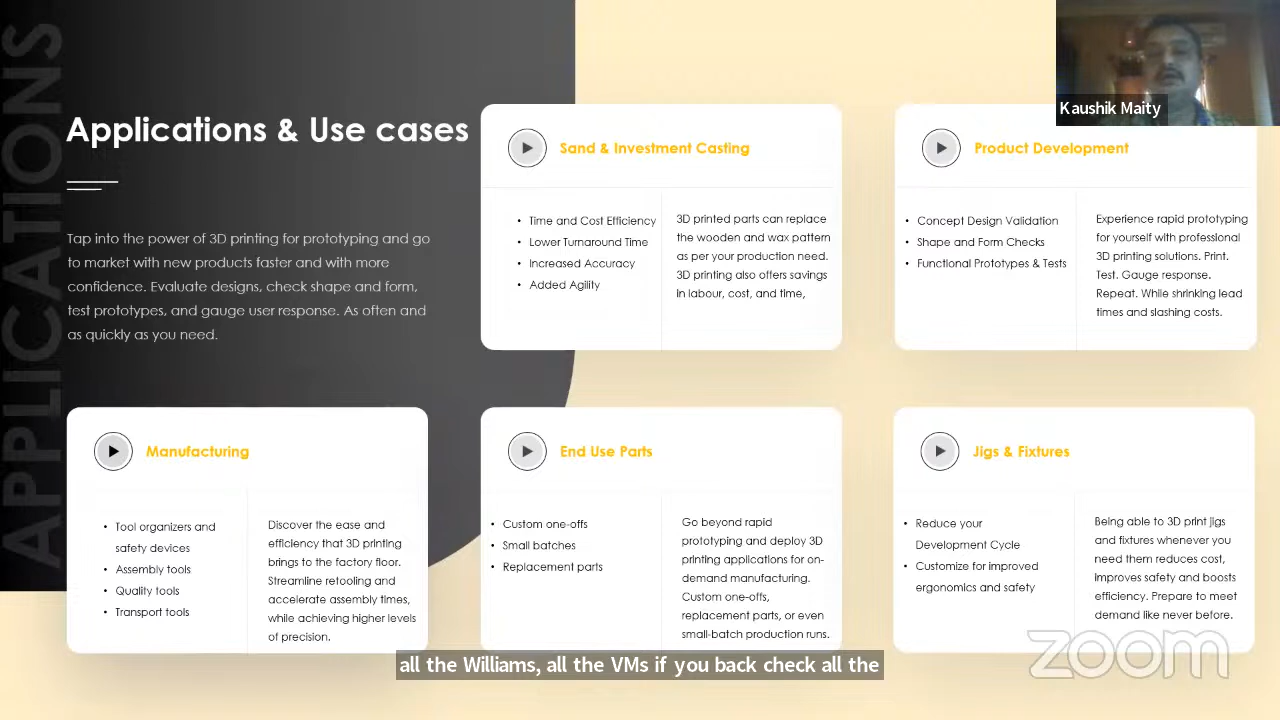 APPLICATIONS
Applications & Use cases
Tap into the power of 3D printing for prototyping and go
to market with new products faster and with more
confidence. Evaluate designs, check shape and form,
test prototypes, and gauge user response. As often and
as quickly as you need.
Sand & Investment Casting
• Time and Cost Efficiency
• Lower Turnaround Time
• Increased Accuracy
• Added Agility
3D printed parts can replace
the wooden and wax pattern
as per your production need.
3D printing also offers savings
in labour, cost, and time,
Kaushik Maity
Product Development
• Concept Design Validation
• Shape and Form Checks
• Functional Prototypes & Tests
Experience rapid prototyping
for yourself with professional
3D printing solutions. Print.
Test. Gauge response.
Repeat. While shrinking lead
times and slashing costs.
Manufacturing
• Tool organizers and
safety devices
• Assembly tools
• Quality tools
• Transport tools
Discover the ease and
efficiency that 3D printing
brings to the factory floor.
Streamline retooling and
accelerate assembly times,
while achieving higher levels
of precision.
End Use Parts
• Custom one-offs
• Small batches
• Replacement parts
Go beyond rapid
prototyping and deploy 3D
printing applications for on-
demand manufacturing.
Custom one-offs,
replacement parts, or even
small-batch production runs.
Jigs & Fixtures
• Reduce your
Development Cycle
• Customize for improved
ergonomics and safety
Being able to 3D print jigs
and fixtures whenever you
need them reduces cost,
improves safety and boosts
efficiency. Prepare to meet
demand like never before.
all the Williams, all the VMs if you back check all the
zoom